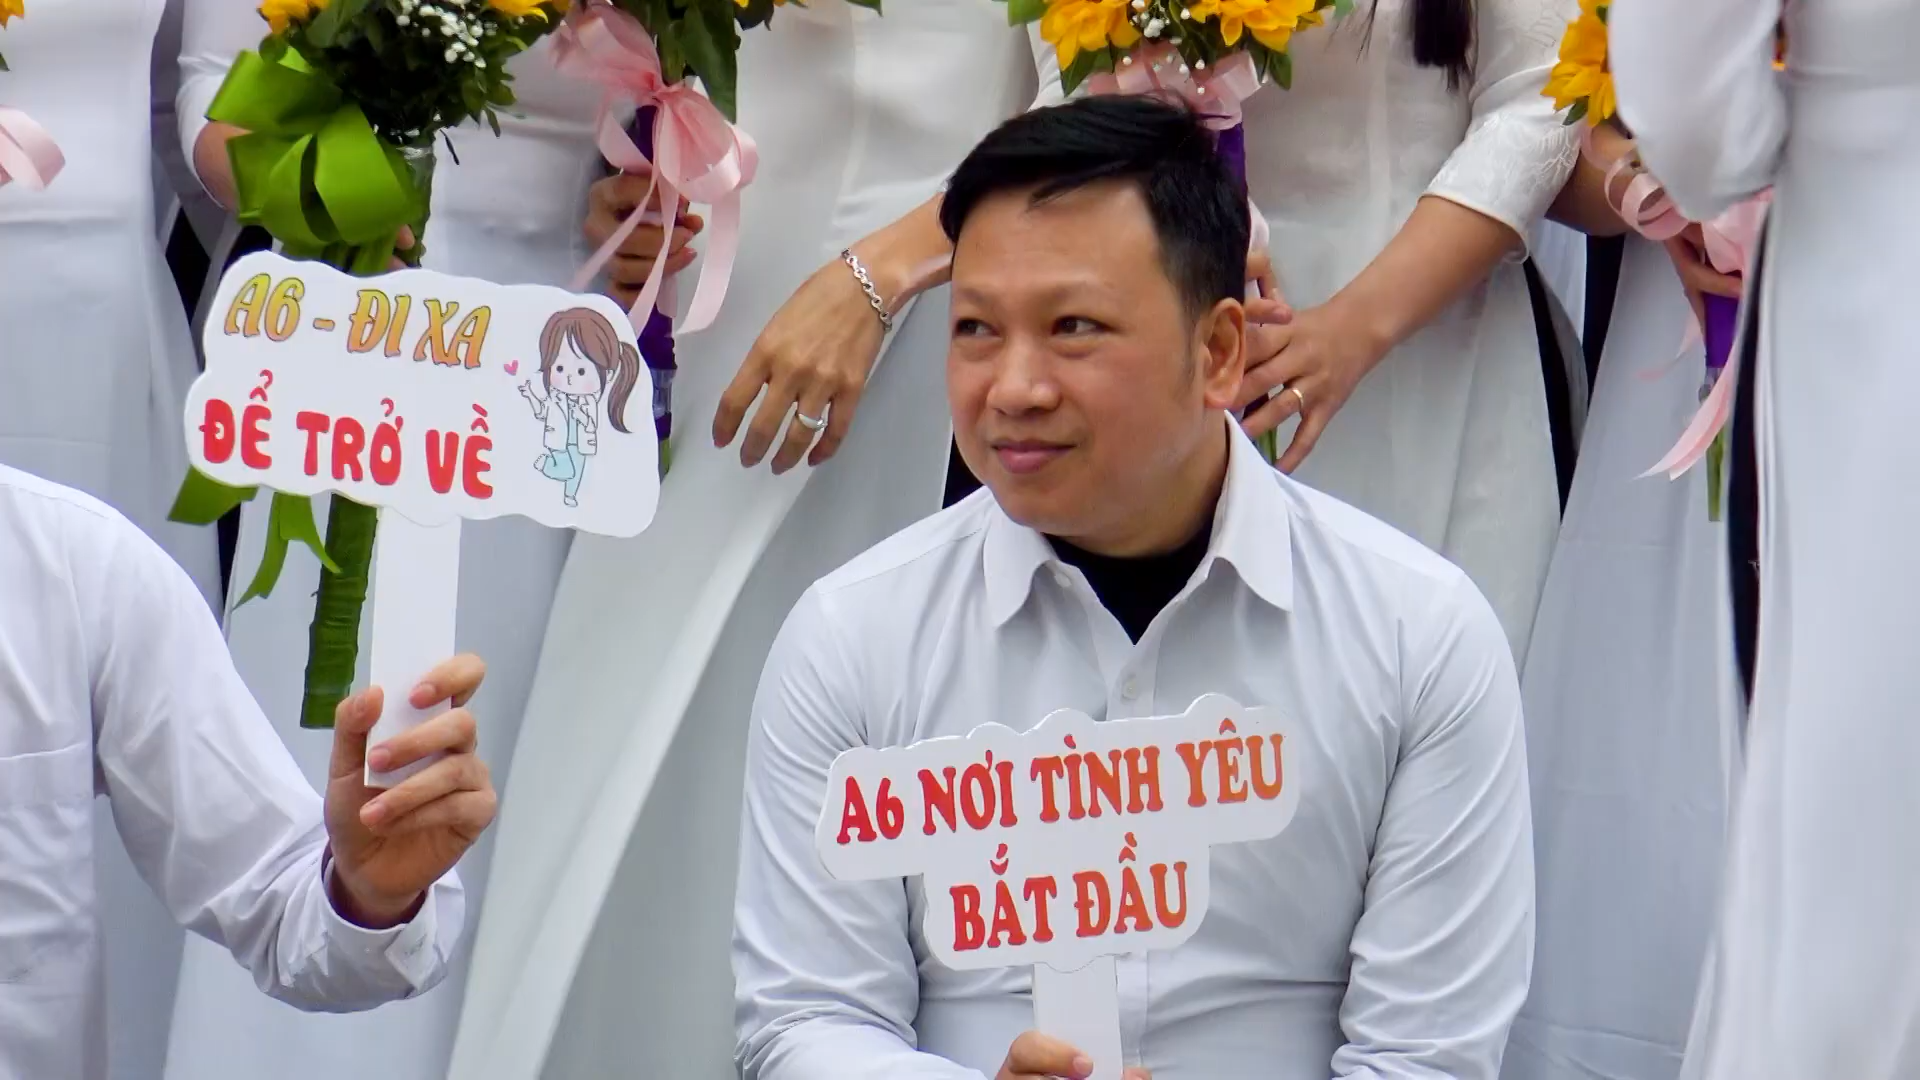 A6 - ĐI XA
ĐỂ TRỞ VỀ
A6 NƠI TÌNH YÊU
BẮT ĐẦU